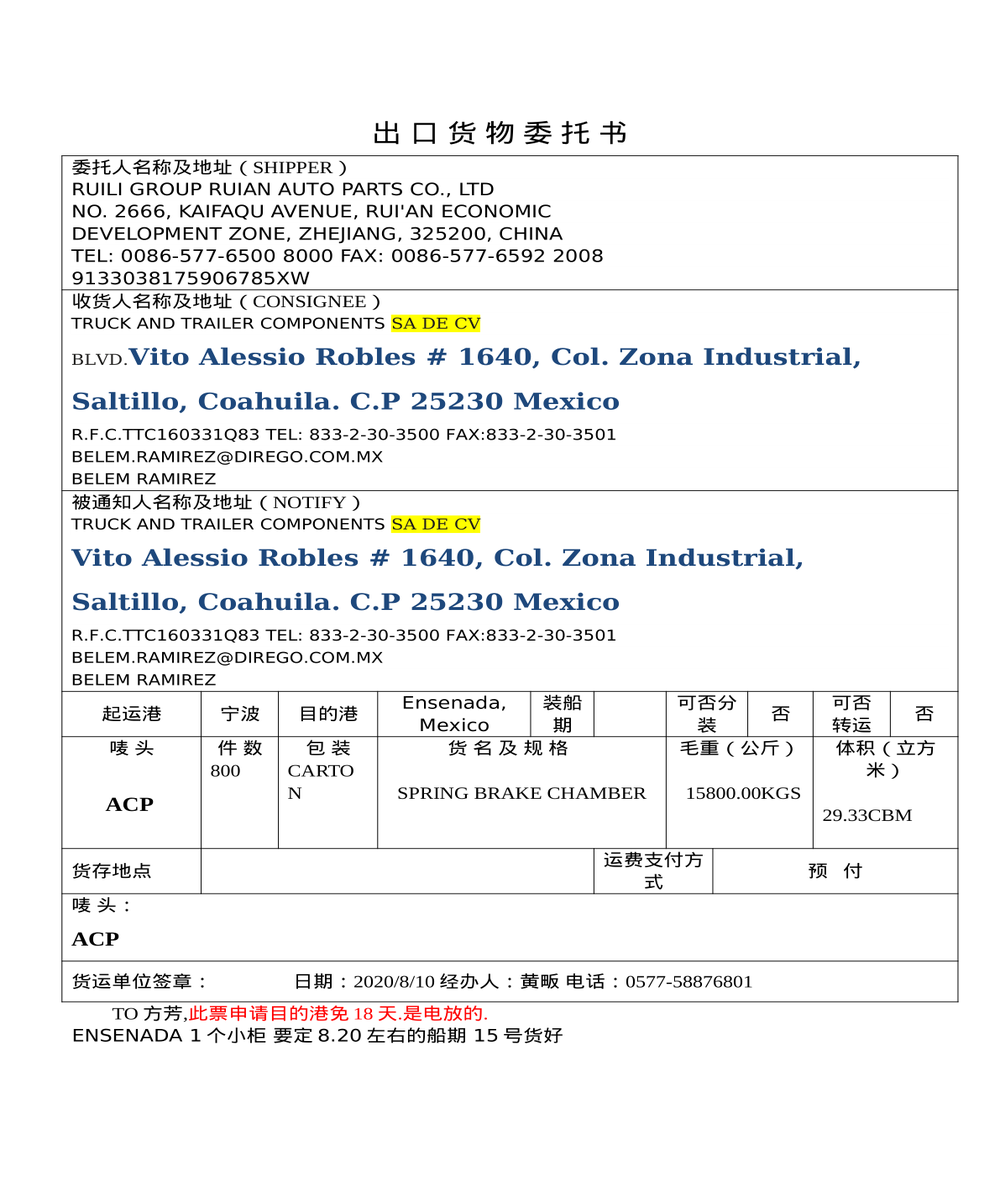 出口货物委托书
委托人名称及地址（SHIPPER）
RUILI GROUP RUIAN AUTO PARTS CO., LTD
NO. 2666, KAIFAQU AVENUE, RUI'AN ECONOMIC
DEVELOPMENT ZONE, ZHEJIANG, 325200, CHINA
TEL: 0086-577-6500 8000 FAX: 0086-577-6592 2008
9133038175906785XW
收货人名称及地址（CONSIGNEE）
TRUCK AND TRAILER COMPONENTS SA DE CV
BLVD.Vito Alessio Robles # 1640, Col. Zona Industrial,
Saltillo, Coahuila. C.P 25230 Mexico
R.F.C.TTC160331Q83 TEL: 833-2-30-3500 FAX:833-2-30-3501
BELEM.RAMIREZ@DIREGO.COM.MX
BELEM RAMIREZ
被通知人名称及地址（NOTIFY）
TRUCK AND TRAILER COMPONENTS SA DE CV
Vito Alessio Robles # 1640, Col. Zona Industrial,
Saltillo, Coahuila. C.P 25230 Mexico
R.F.C.TTC160331Q83 TEL: 833-2-30-3500 FAX:833-2-30-3501
BELEM.RAMIREZ@DIREGO.COM.MX
BELEM RAMIREZ
起运港
宁波
目的港
Ensenada,
Mexico
装船
期
可否分
装
否
可否
转运
否
唛 头
ACP
件 数
800
包 装
CARTO
N
货 名 及 规 格
SPRING BRAKE CHAMBER
毛重（公斤）
15800.00KGS
体积（立方
米）
29.33CBM
货存地点
运费支付方
式
预 付
唛 头：
ACP
货运单位签章： 日期：2020/8/10 经办人：黄畈 电话：0577-58876801
TO 方芳,此票申请目的港免 18 天.是电放的.
ENSENADA 1 个小柜 要定 8.20 左右的船期 15 号货好